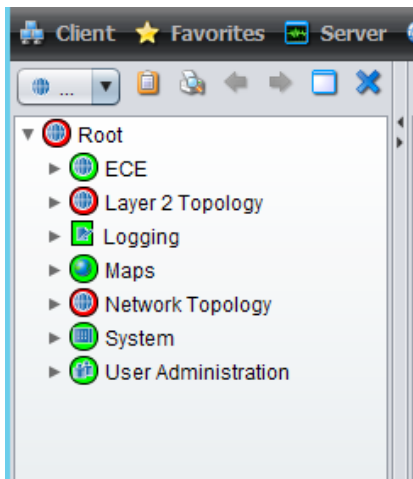 Client Favorites Server
...
Root
ECE
Layer 2 Topology
Logging
Maps
Network Topology
System
User Administration